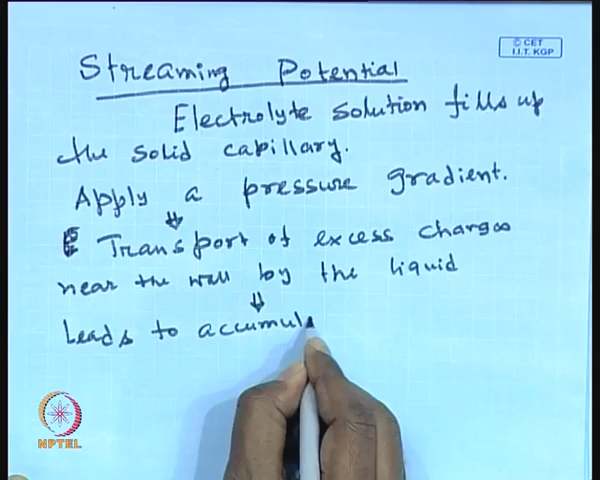 © CET
I.I.T. KGP
Streaming Potential
Electrolyte solution fills up
the solid capillary.
Apply a pressure gradient.
Transport of excess charges
near the wall by the liquid
Leads to accumul
NPTEL